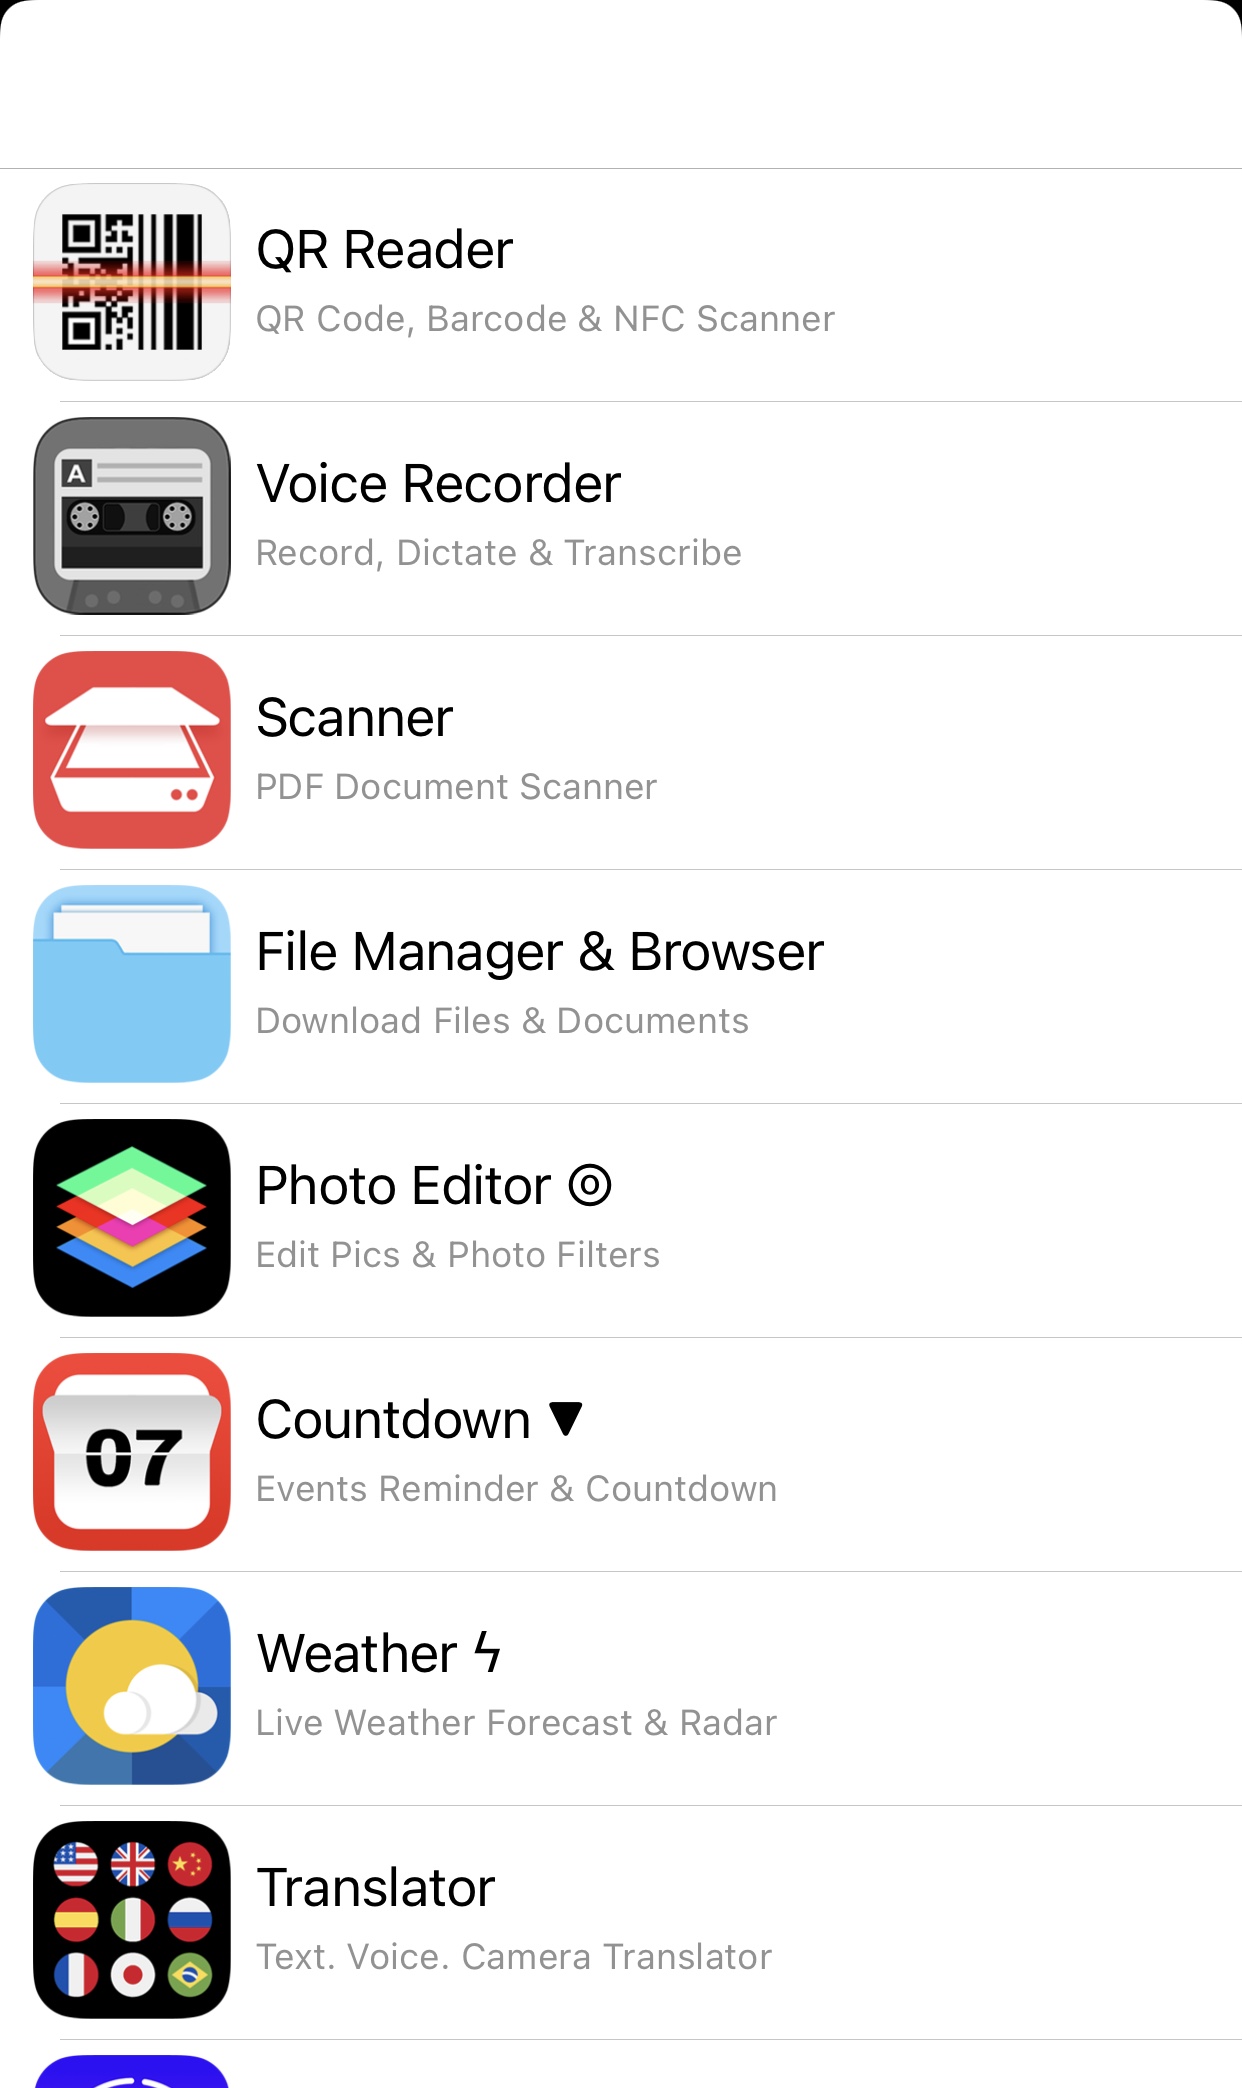 QR Reader
QR Code, Barcode & NFC Scanner
A
Voice Recorder
Record, Dictate & Transcribe
Scanner
PDF Document Scanner
File Manager & Browser
Download Files & Documents
Photo Editor ⦾
Edit Pics & Photo Filters
07
Countdown ▼
Events Reminder & Countdown
Weather ϟ
Live Weather Forecast & Radar
Translator
Text. Voice. Camera Translator